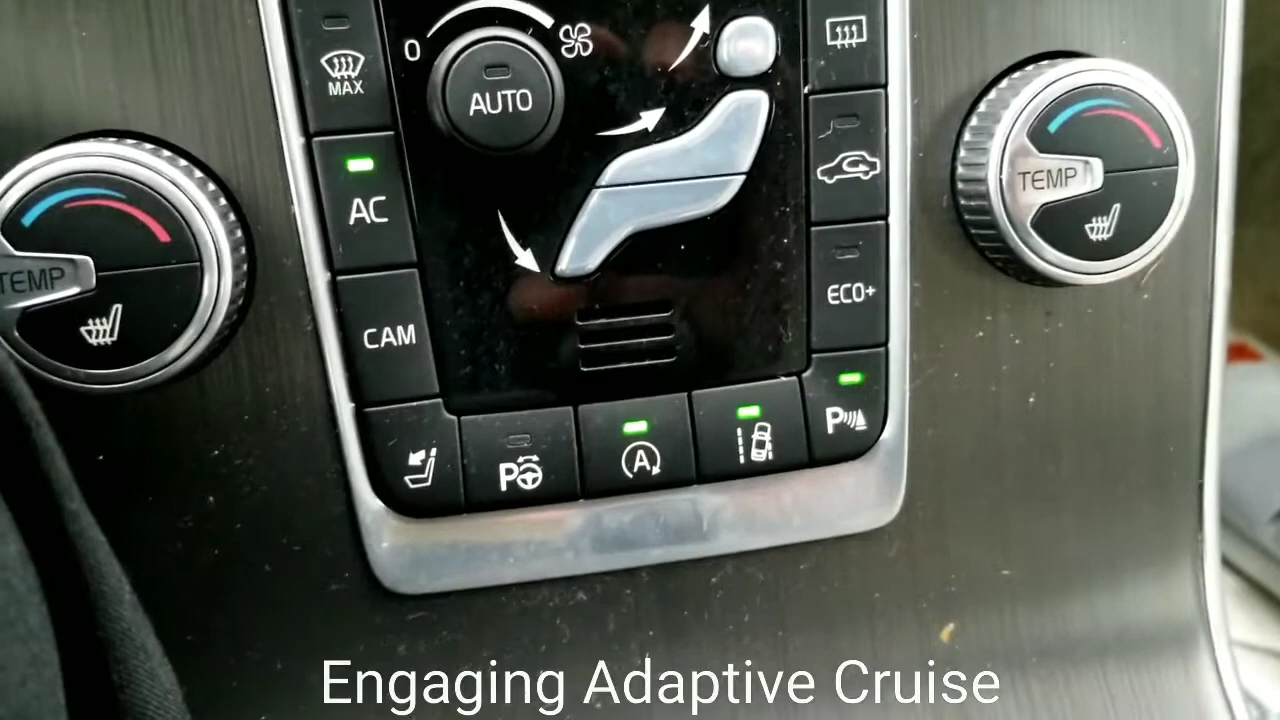 0
MAX
AUTO
AC
TEMP
TEMP
ECO+
CAM
P
A
P
Engaging Adaptive Cruise